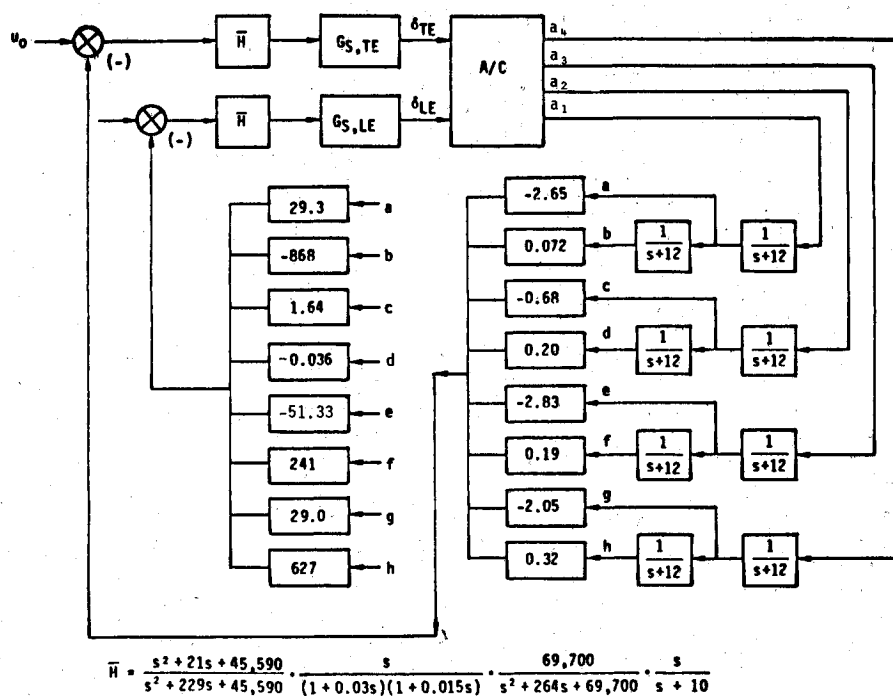 u₀
(-)
H̅
G_S,TE
δ_TE
A/C
a₄
a₃
a₂
a₁
(-)
H̅
G_S,LE
δ_LE
29.3 a
-868 b
1.64 c
-0.036 d
-51.33 e
241 f
29.0 g
627 h
-2.65 a
0.072 b 1/(s+12) 1/(s+12)
-0.68 c
0.20 d 1/(s+12) 1/(s+12)
-2.83 e
0.19 f 1/(s+12) 1/(s+12)
-2.05 g
0.32 h 1/(s+12) 1/(s+12)
H̅ = (s² + 21s + 45,590)/(s² + 229s + 45,590) · s/((1 + 0.03s)(1 + 0.015s)) · 69,700/(s² + 264s + 69,700) · s/(s + 10)